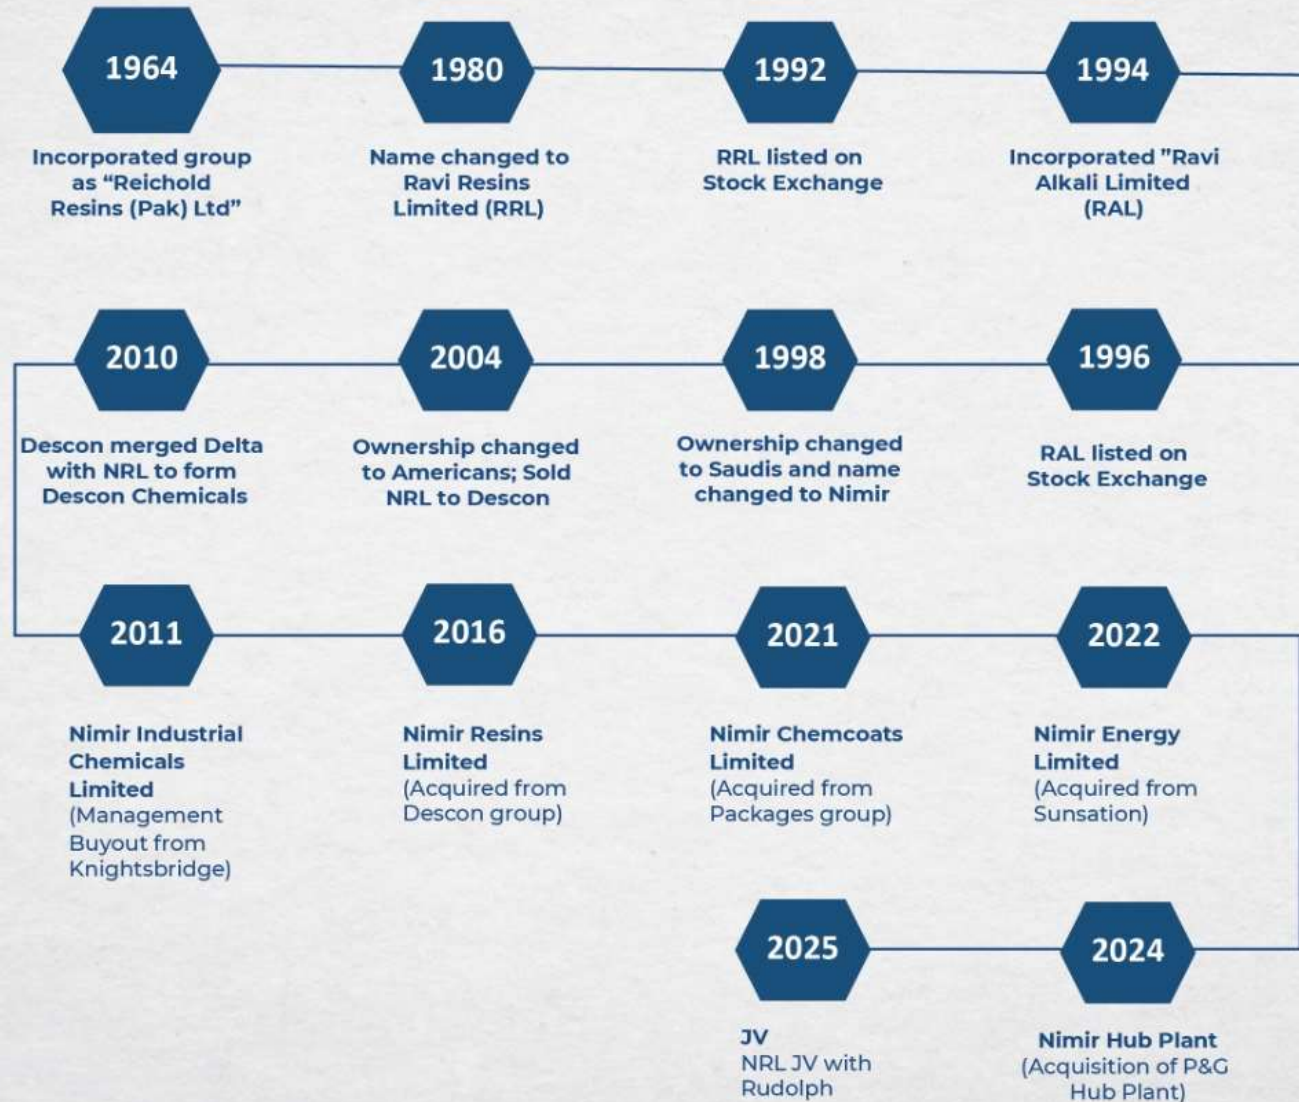 1964
Incorporated group
as “Reichold
Resins (Pak) Ltd”
1980
Name changed to
Ravi Resins
Limited (RRL)
1992
RRL listed on
Stock Exchange
1994
Incorporated ”Ravi
Alkali Limited
(RAL)
1996
RAL listed on
Stock Exchange
1998
Ownership changed
to Saudis and name
changed to Nimir
2004
Ownership changed
to Americans; Sold
NRL to Descon
2010
Descon merged Delta
with NRL to form
Descon Chemicals
2011
Nimir Industrial
Chemicals
Limited
(Management
Buyout from
Knightsbridge)
2016
Nimir Resins
Limited
(Acquired from
Descon group)
2021
Nimir Chemcoats
Limited
(Acquired from
Packages group)
2022
Nimir Energy
Limited
(Acquired from
Sunsation)
2024
Nimir Hub Plant
(Acquisition of P&G
Hub Plant)
2025
JV
NRL JV with
Rudolph